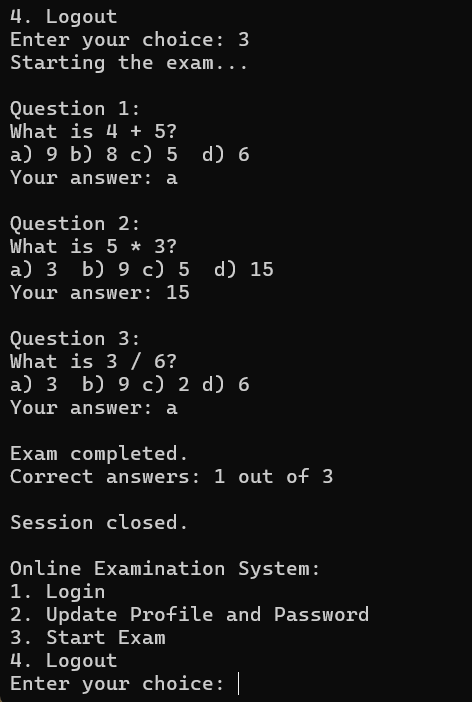 4. Logout
Enter your choice: 3
Starting the exam...
Question 1:
What is 4 + 5?
a) 9 b) 8 c) 5  d) 6
Your answer: a
Question 2:
What is 5 * 3?
a) 3  b) 9 c) 5  d) 15
Your answer: 15
Question 3:
What is 3 / 6?
a) 3  b) 9 c) 2 d) 6
Your answer: a
Exam completed.
Correct answers: 1 out of 3
Session closed.
Online Examination System:
1. Login
2. Update Profile and Password
3. Start Exam
4. Logout
Enter your choice: